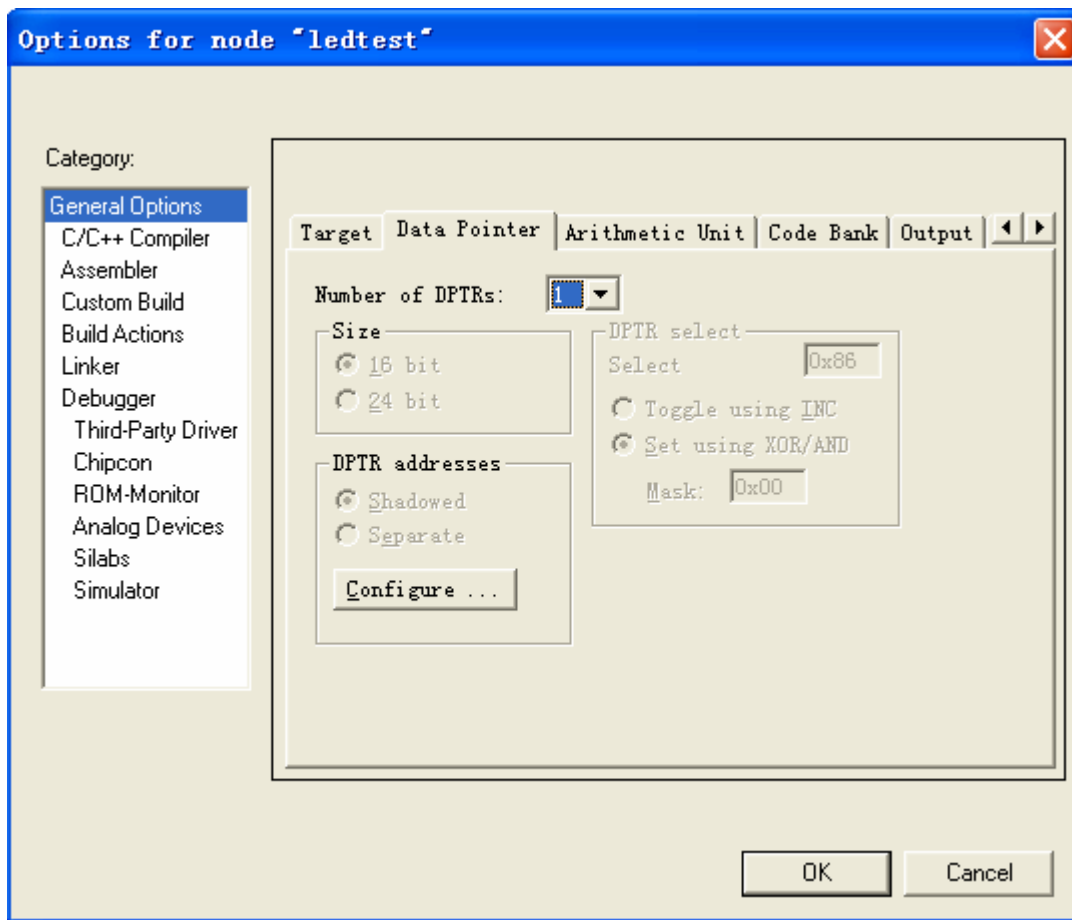 Options for node "ledtest"
Category:
General Options
C/C++ Compiler
Assembler
Custom Build
Build Actions
Linker
Debugger
Third-Party Driver
Chipcon
ROM-Monitor
Analog Devices
Silabs
Simulator
Target Data Pointer Arithmetic Unit Code Bank Output
Number of DPTRs: 1
Size
16 bit
24 bit
DPTR addresses
Shadowed
Separate
Configure ...
DPTR select
Select 0x86
Toggle using INC
Set using XOR/AND
Mask: 0x00
OK Cancel